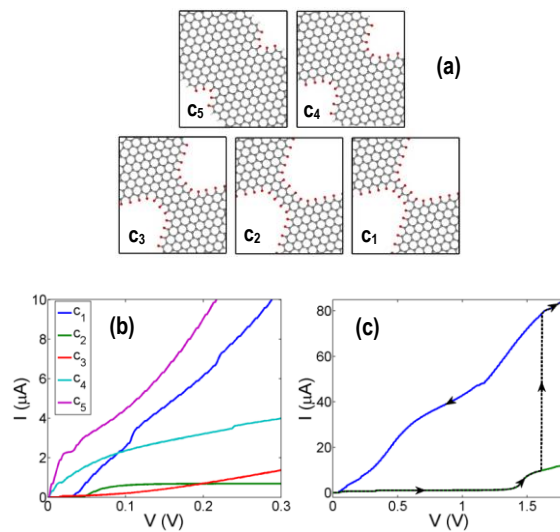 c5 c4 (a)
c3 c2 c1
(b) (c)
c1
c2
c3
c4
c5
10
8
6
4
2
0
I (μA)
0 0.1 0.2 0.3
V (V)
80
60
40
20
0
I (μA)
0 0.5 1 1.5
V (V)